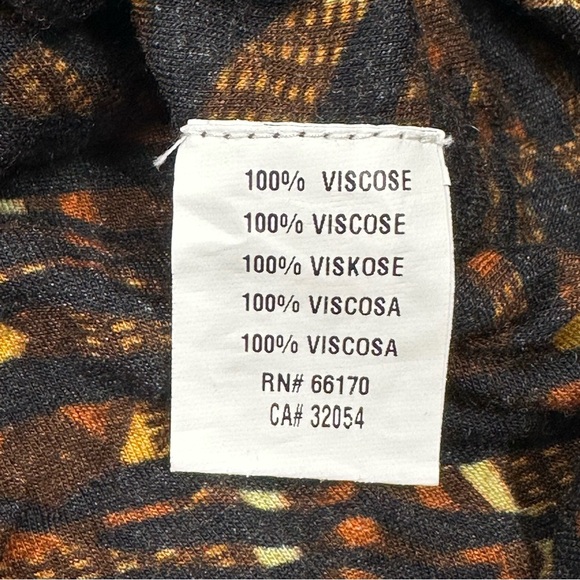 100% VISCOSE
100% VISCOSE
100% VISKOSE
100% VISCOSA
100% VISCOSA
RN# 66170
CA# 32054